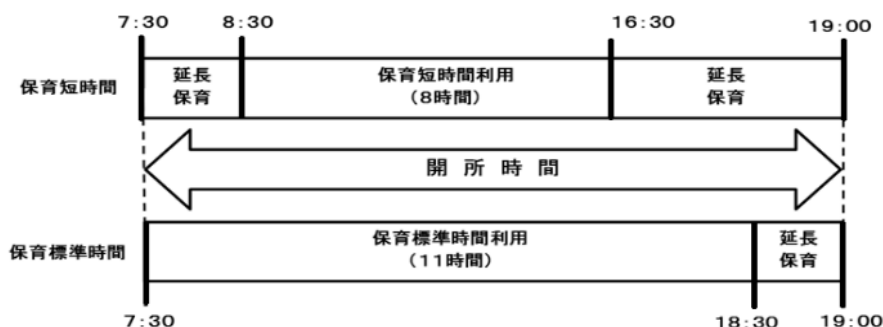 7:30 8:30 16:30 19:00
保育短時間
延長
保育
保育短時間利用
(8時間)
延長
保育
開所時間
保育標準時間
保育標準時間利用
(11時間)
延長
保育
7:30 18:30 19:00